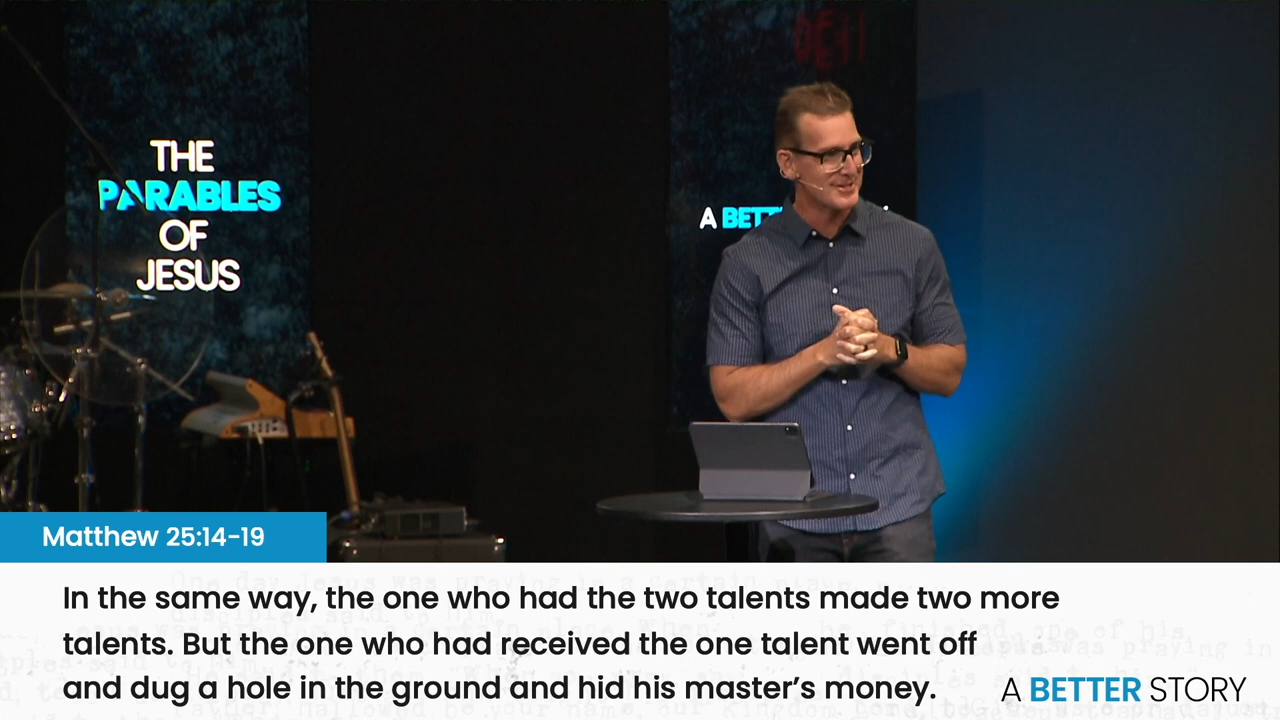 THE
PARABLES
OF
JESUS
A BETT
Matthew 25:14-19
In the same way, the one who had the two talents made two more
talents. But the one who had received the one talent went off
and dug a hole in the ground and hid his master's money.
A BETTER STORY